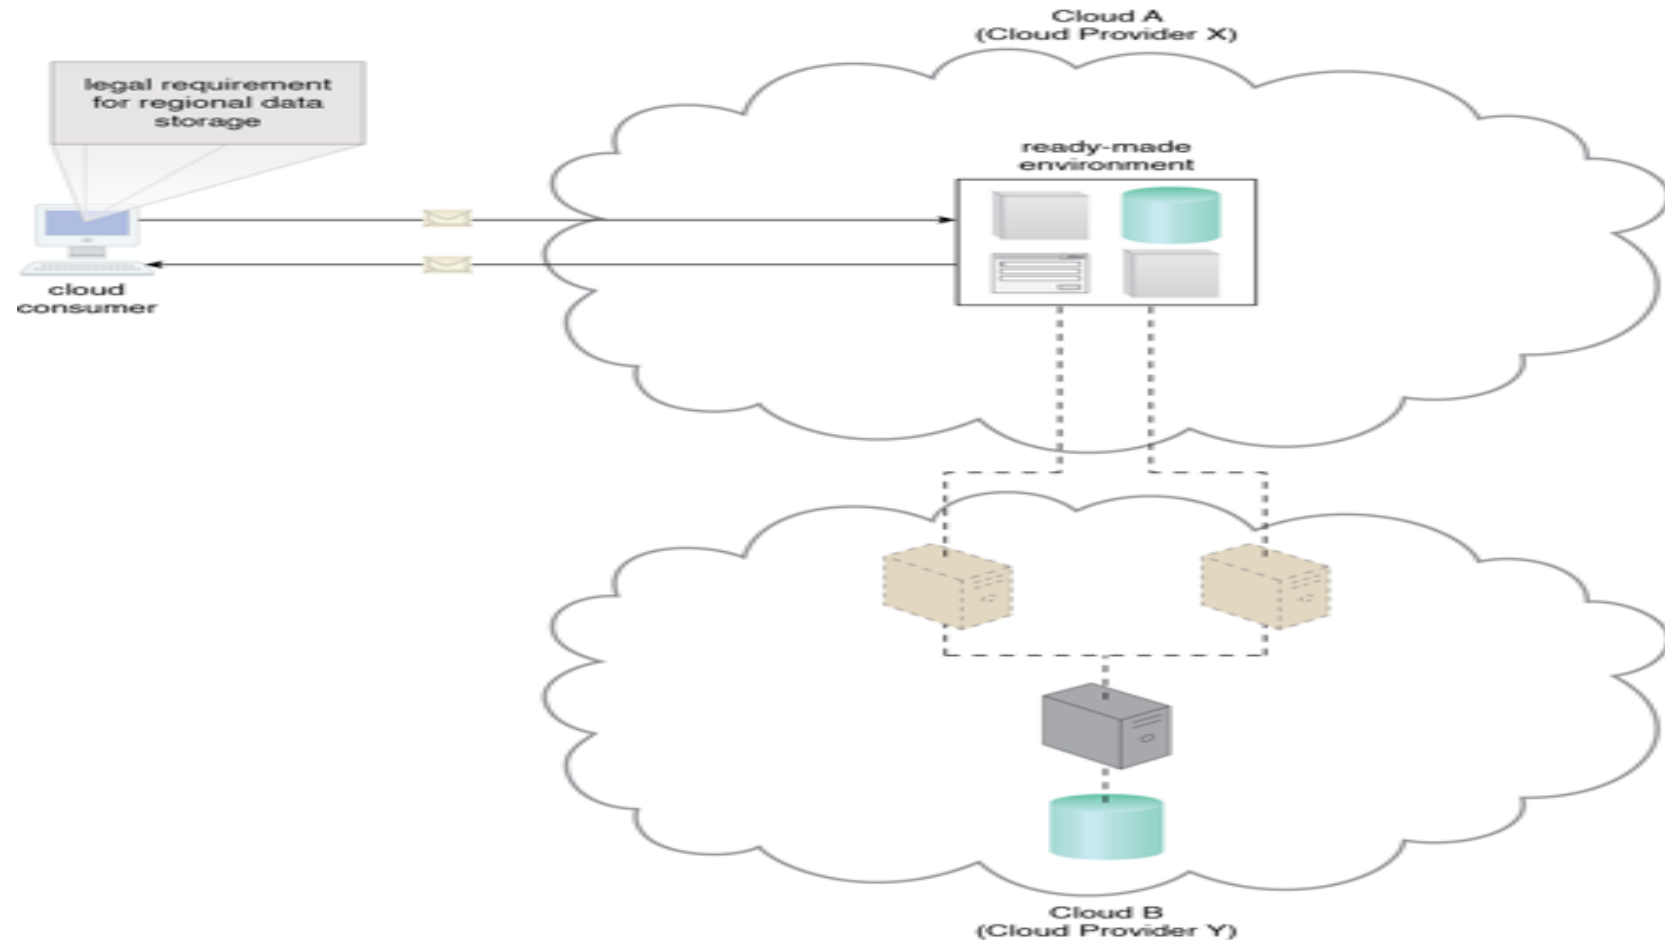 Cloud A
(Cloud Provider X)
legal requirement
for regional data
storage
ready-made
environment
cloud
consumer
Cloud B
(Cloud Provider Y)